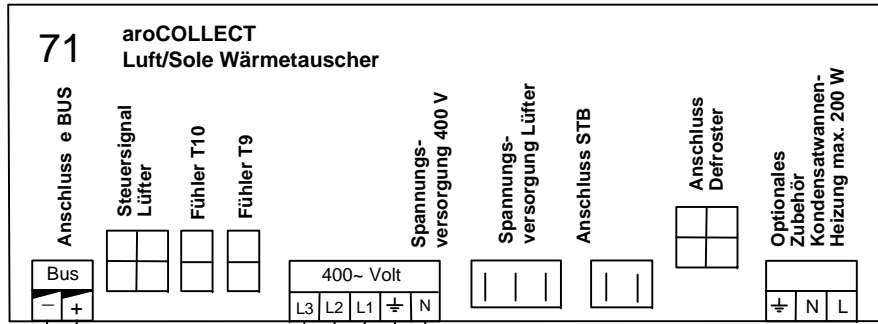 71
aroCOLLECT
Luft/Sole Wärmetauscher
Anschluss e BUS
Steuersignal
Lüfter
Fühler T10
Fühler T9
Spannungs-
versorgung 400 V
Spannungs-
versorgung Lüfter
Anschluss STB
Anschluss
Defroster
Optionales
Zubehör
Kondensatwannen-
Heizung max. 200 W
Bus
− +
400~ Volt
L3 L2 L1 ⏚ N
⏚ N L